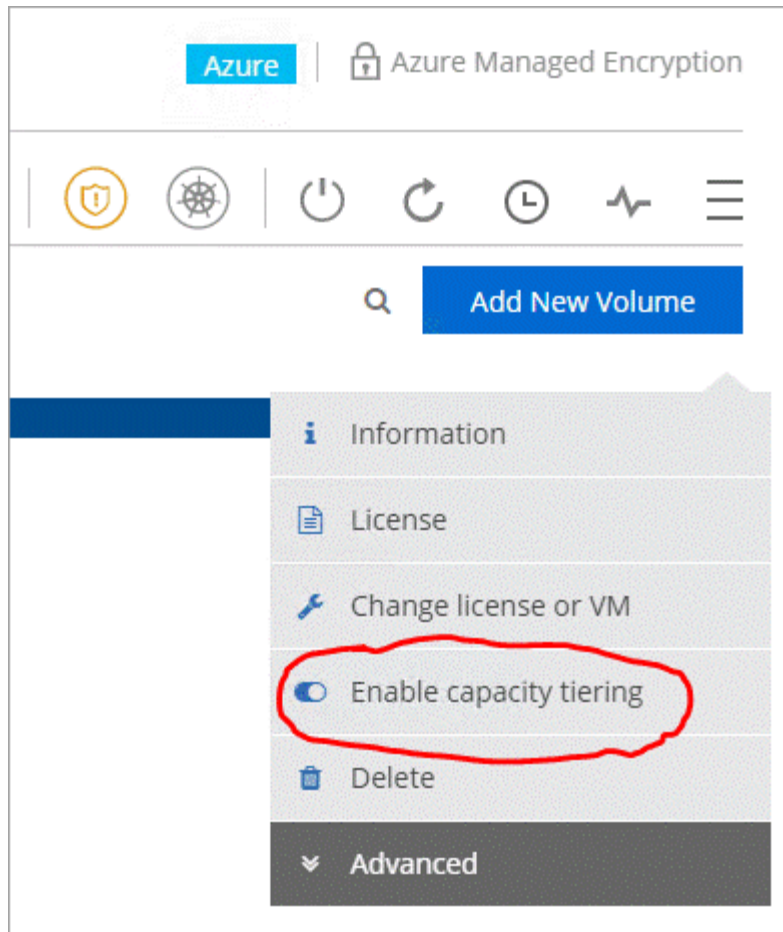 Azure
Azure Managed Encryption
Add New Volume
Information
License
Change license or VM
Enable capacity tiering
Delete
Advanced